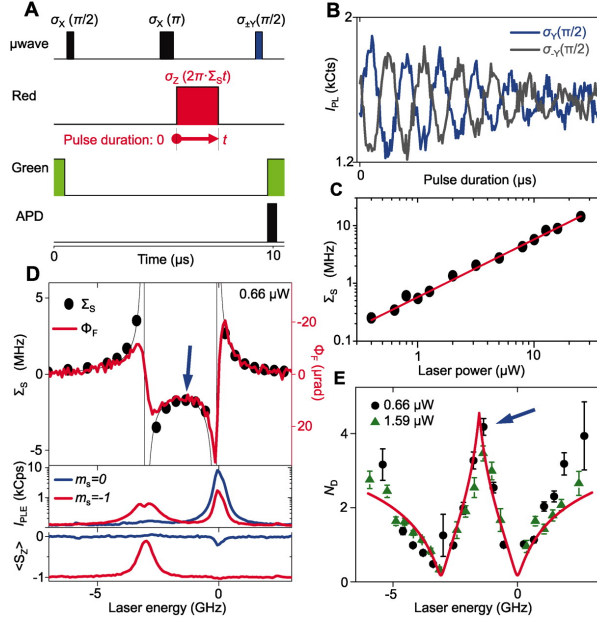 A
σX (π/2)
σX(π)
σ±Y(π/2)
μwave
σZ (2π·ΣSt)
Red
Pulse duration: 0
t
Green
APD
0
10
Time (μs)
B
2
σY(π/2)
σ-Y(π/2)
IPL (kCts)
1.2
0
Pulse duration (μs)
C
10
1
0.1
ΣS (MHz)
1
10
Laser power (μW)
D
5
0
-5
ΣS (MHz)
ΣS
ΦF
0.66 μW
-20
0
20
ΦF (μrad)
10
1
IPLE (kCps)
ms=0
ms=-1
0
-1
<SZ>
-5
0
Laser energy (GHz)
E
0.66 μW
1.59 μW
4
2
0
ND
-5
0
Laser energy (GHz)